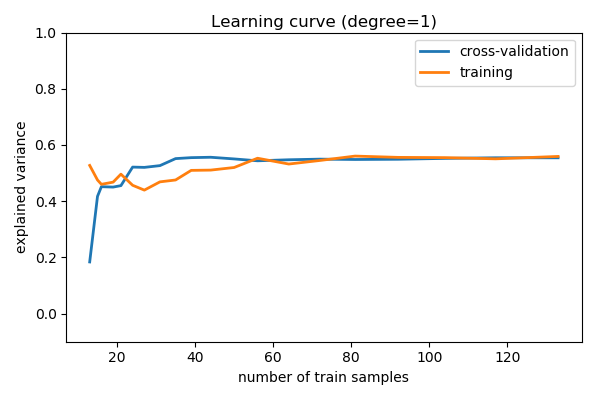 Learning curve (degree=1)
1.0
0.8
0.6
0.4
0.2
0.0
explained variance
cross-validation
training
20
40
60
80
100
120
number of train samples